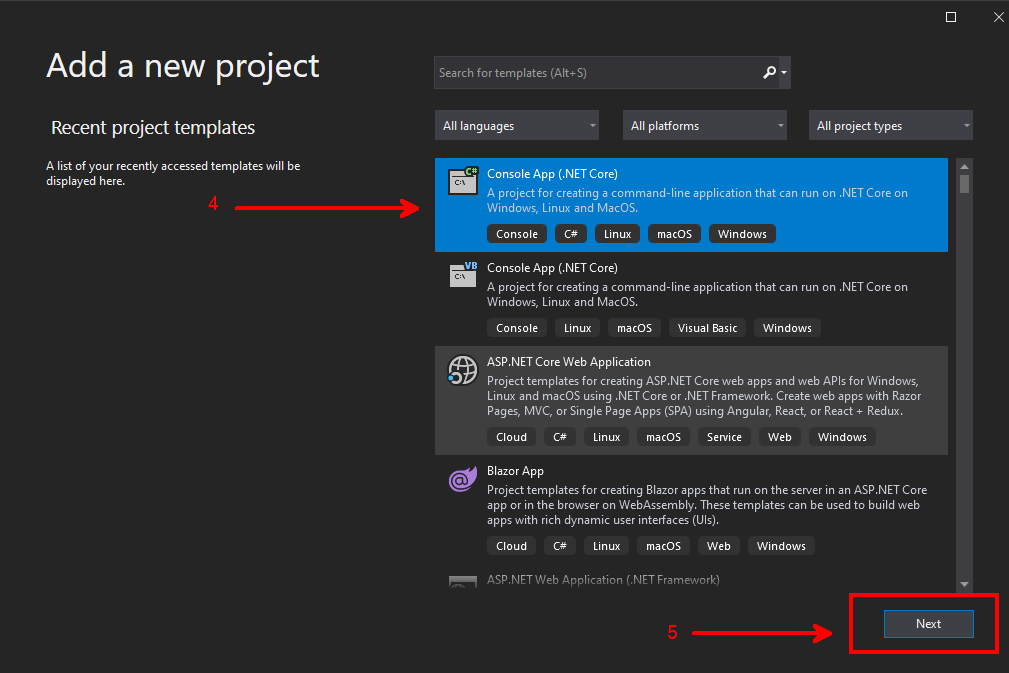 Add a new project
Search for templates (Alt+S)
Recent project templates
All languages
All platforms
All project types
A list of your recently accessed templates will be
displayed here.
4
C#
C:\
Console App (.NET Core)
A project for creating a command-line application that can run on .NET Core on
Windows, Linux and MacOS.
Console C# Linux macOS Windows
VB
C:\
Console App (.NET Core)
A project for creating a command-line application that can run on .NET Core on
Windows, Linux and MacOS.
Console Linux macOS Visual Basic Windows
ASP.NET Core Web Application
Project templates for creating ASP.NET Core web apps and web APIs for Windows,
Linux and macOS using .NET Core or .NET Framework. Create web apps with Razor
Pages, MVC, or Single Page Apps (SPA) using Angular, React, or React + Redux.
Cloud C# Linux macOS Service Web Windows
Blazor App
Project templates for creating Blazor apps that run on the server in an ASP.NET Core
app or in the browser on WebAssembly. These templates can be used to build web
apps with rich dynamic user interfaces (UIs).
Cloud C# Linux macOS Web Windows
ASP.NET Web Application (.NET Framework)
5
Next